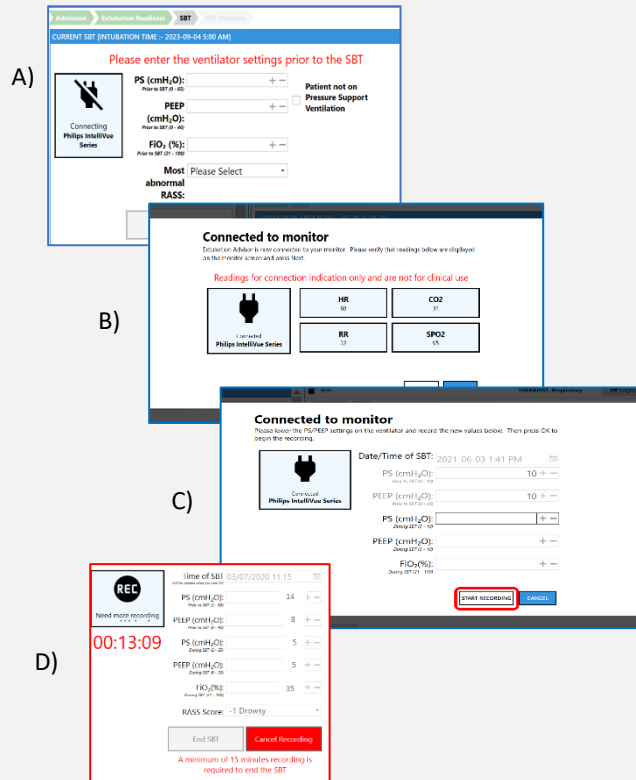 Admission
Extubation Readiness
SBT
SBT Outcome
CURRENT SBT [INTUBATION TIME :- 2023-09-04 5:00 AM]
Please enter the ventilator settings prior to the SBT
A)
Connecting
Philips IntelliVue
Series
PS (cmH₂O):
Prior to SBT (0 - 60)
PEEP
(cmH₂O):
Prior to SBT (0 - 40)
FiO₂ (%):
Prior to SBT (21 - 100)
Most
abnormal
RASS:
Please Select
Patient not on
Pressure Support
Ventilation
B)
Connected to monitor
Extubation Advisor is now connected to your monitor. Please verify that readings below are displayed
on the monitor screen and press Next.
Readings for connection indication only and are not for clinical use
Connected
Philips IntelliVue Series
HR
68
CO2
RR
22
SPO2
95
THERAPIST, Respiratory
C)
Connected to monitor
Please lower the PS/PEEP settings on the ventilator and record the new values below. Then press OK to
begin the recording.
Connected
Philips IntelliVue Series
Date/Time of SBT: 2021-06-03 1:41 PM
PS (cmH₂O): 10 + −
PEEP (cmH₂O): 10 + −
PS (cmH₂O): + −
PEEP (cmH₂O): + −
FiO₂(%): + −
START RECORDING
CANCEL
D)
REC
Need more recording
00:13:09
Time of SBT 03/07/2020 11:15
PS (cmH₂O): 14 + −
PEEP (cmH₂O): 8 + −
PS (cmH₂O): 5 + −
PEEP (cmH₂O): 5 + −
FiO₂(%): 35 + −
RASS Score: -1 Drowsy
End SBT
Cancel Recording
A minimum of 15 minutes recording is
required to end the SBT